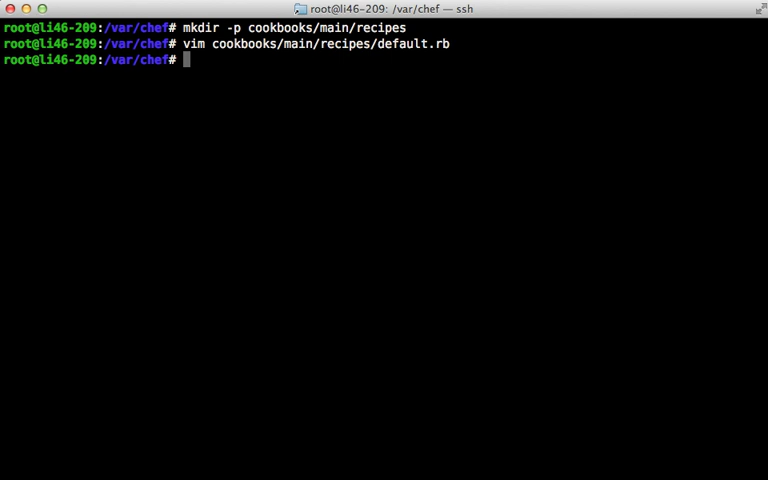 root@li46-209: /var/chef — ssh
root@li46-209:/var/chef# mkdir -p cookbooks/main/recipes
root@li46-209:/var/chef# vim cookbooks/main/recipes/default.rb
root@li46-209:/var/chef#